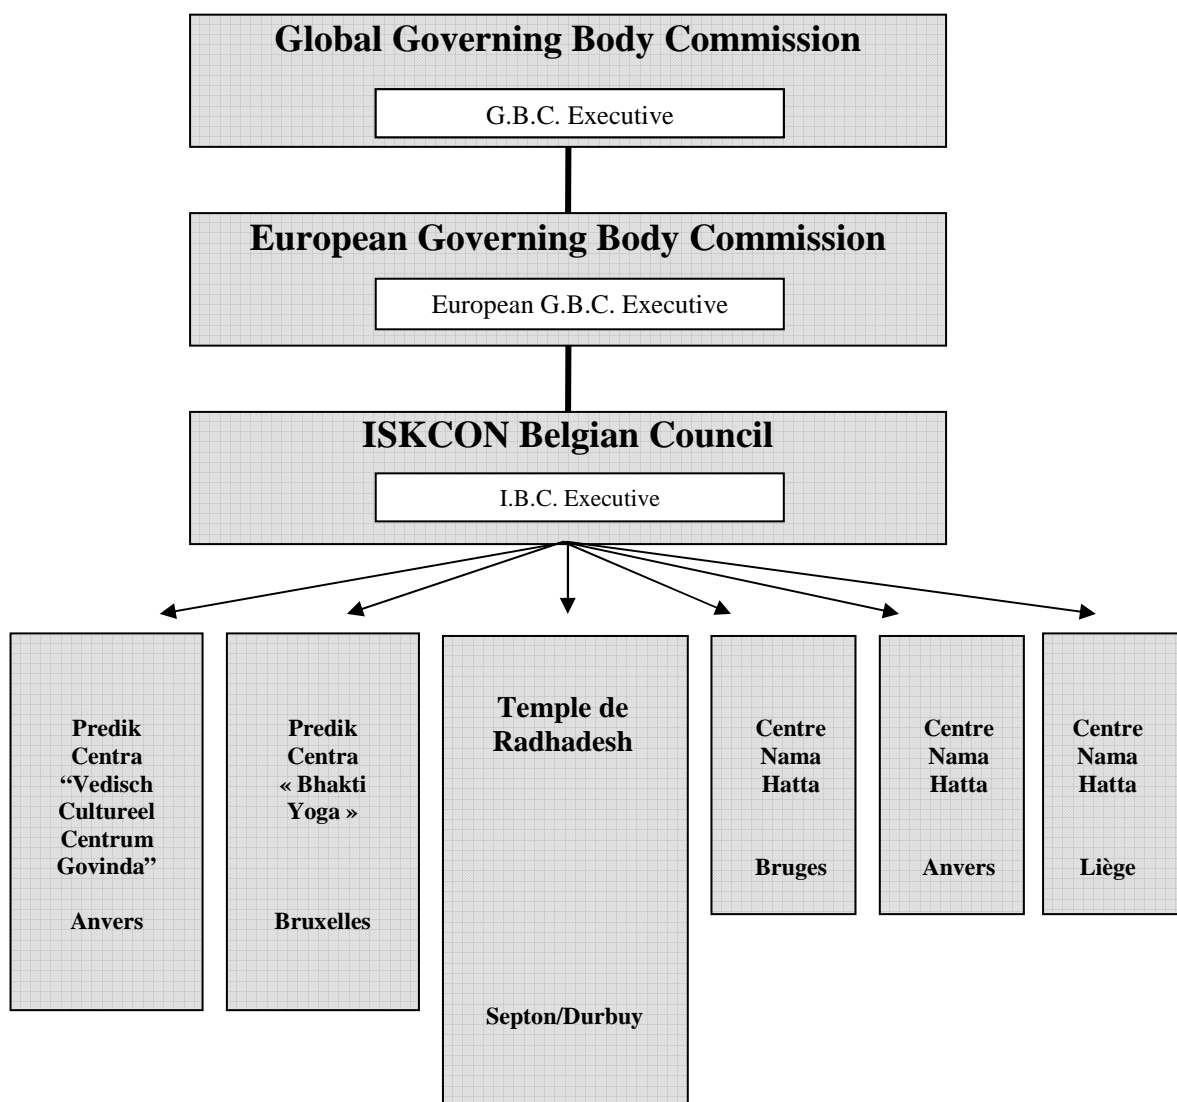 Global Governing Body Commission
G.B.C. Executive
European Governing Body Commission
European G.B.C. Executive
ISKCON Belgian Council
I.B.C. Executive
Predik
Centra
“Vedisch
Cultureel
Centrum
Govinda”
Anvers
Predik
Centra
« Bhakti
Yoga »
Bruxelles
Temple de
Radhadesh
Septon/Durbuy
Centre
Nama
Hatta
Bruges
Centre
Nama
Hatta
Anvers
Centre
Nama
Hatta
Liège